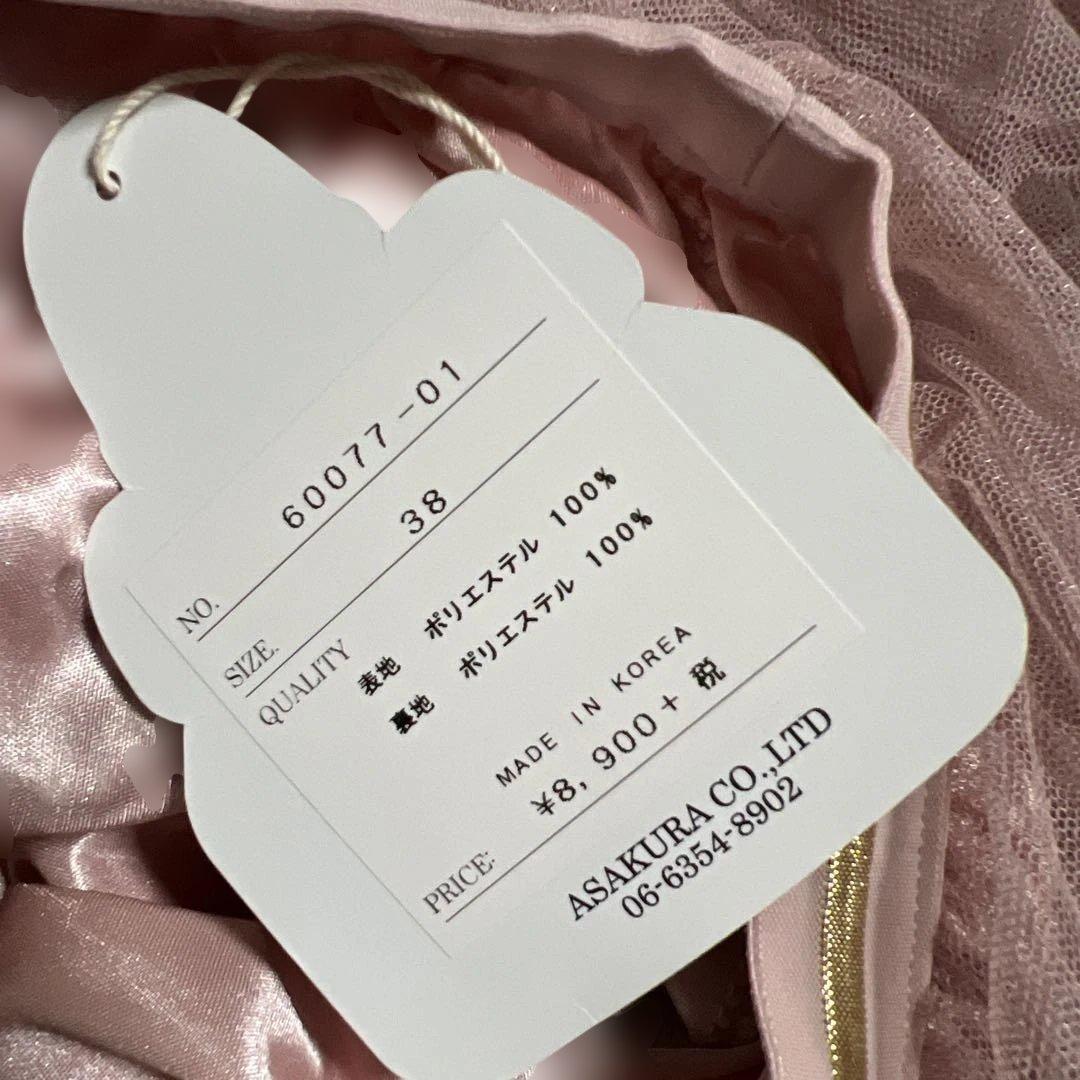 NO. 60077-01
SIZE. 38
QUALITY
表地 ポリエステル 100%
裏地 ポリエステル 100%
MADE IN KOREA
PRICE: ¥8,900+ 税
ASAKURA CO.,LTD
06-6354-8902